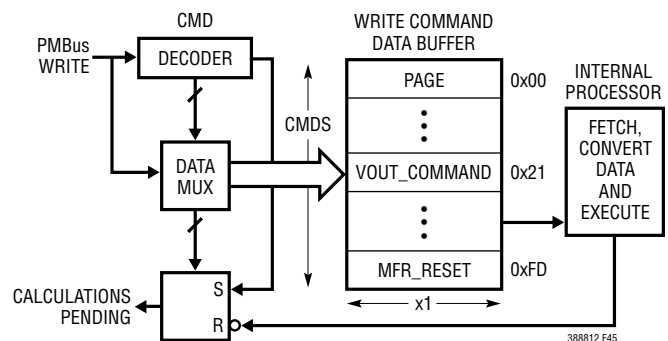 CMD
PMBus
WRITE
DECODER
DATA
MUX
S
R
CALCULATIONS
PENDING
CMDS
WRITE COMMAND
DATA BUFFER
PAGE
0x00
VOUT_COMMAND
0x21
MFR_RESET
0xFD
x1
INTERNAL
PROCESSOR
FETCH,
CONVERT
DATA
AND
EXECUTE
388812 F45